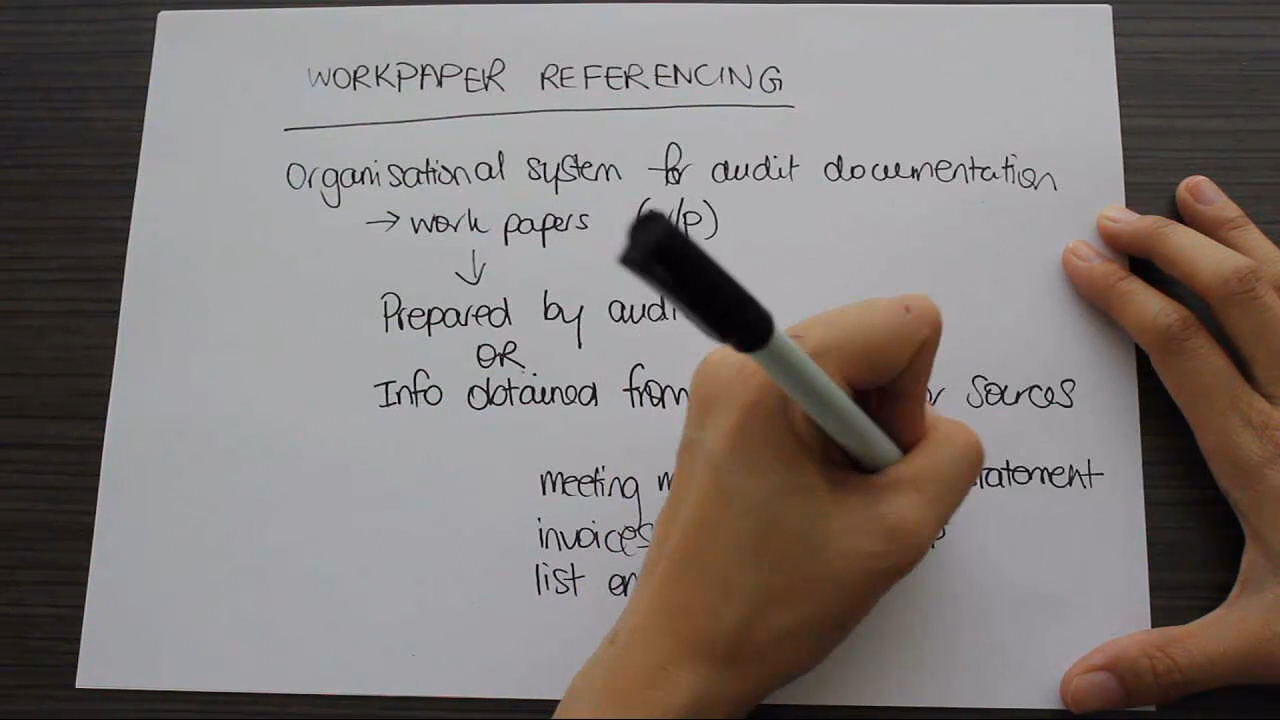 WORKPAPER REFERENCING
Organisational system for audit documentation
→ work papers (w/p)
↓
Prepared by
OR
Info obtained from sources
meeting
invoices
list